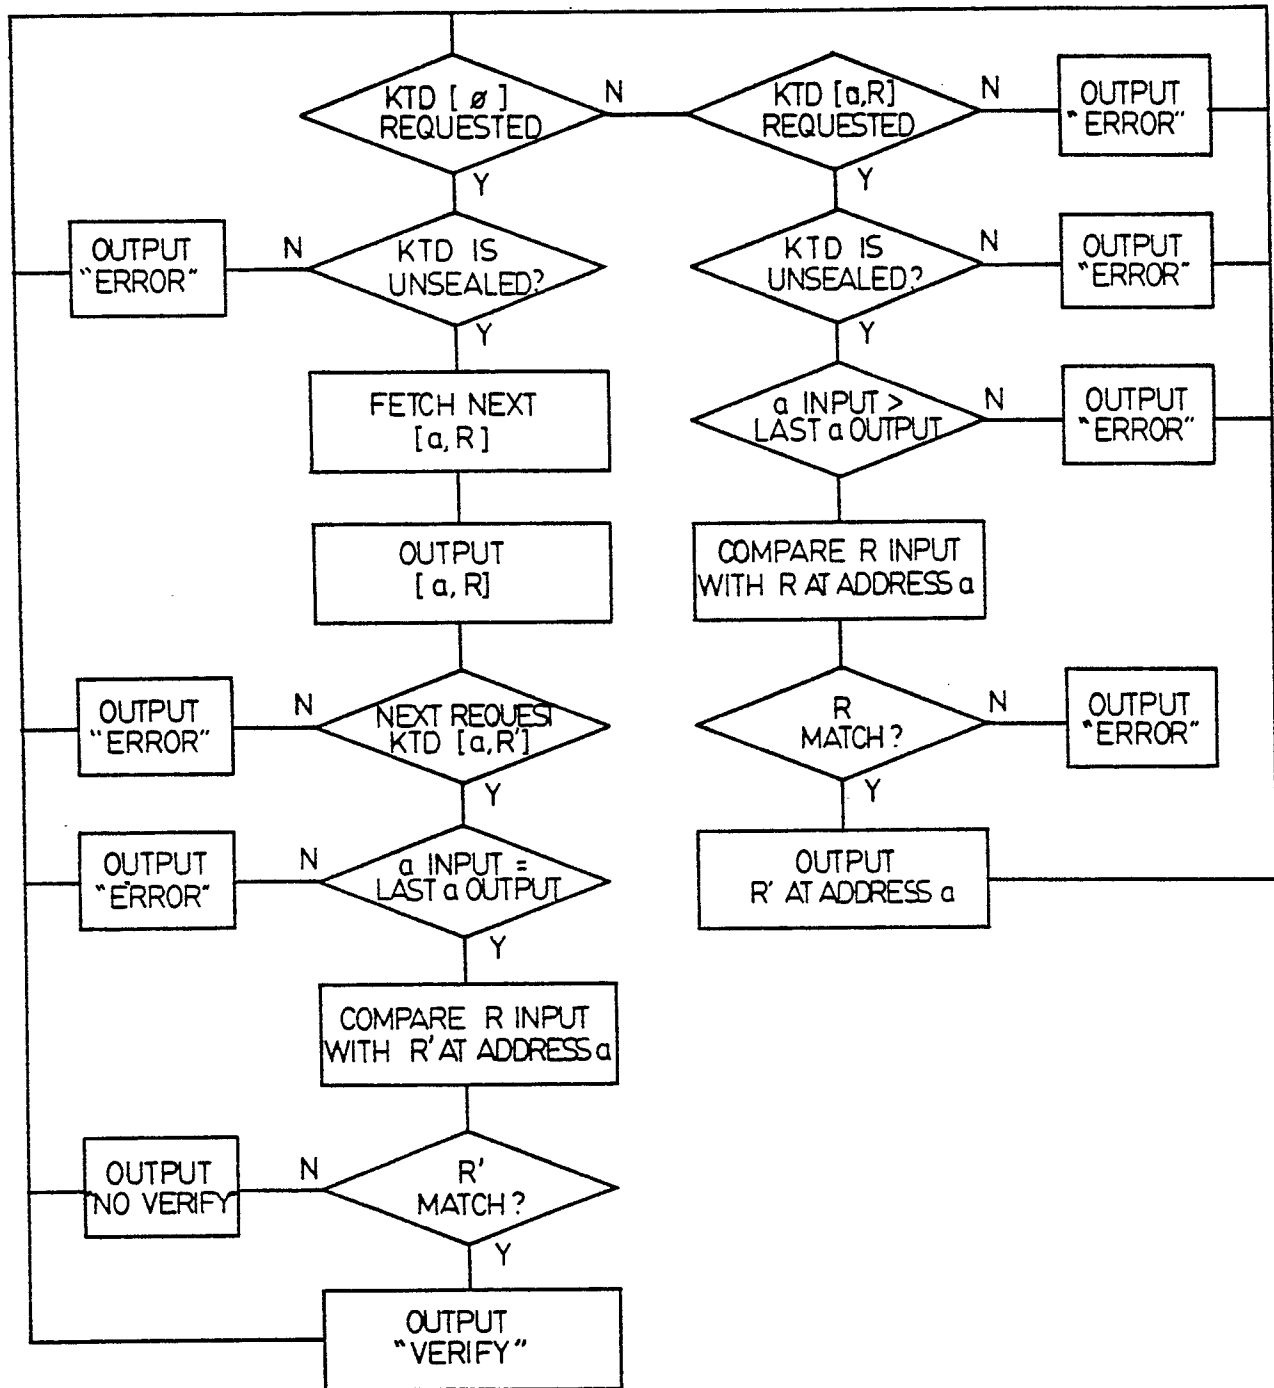 KTD [ ø ]
REQUESTED
N
KTD [a,R]
REQUESTED
N
OUTPUT
"ERROR"
Y
Y
OUTPUT
"ERROR"
N
KTD IS
UNSEALED?
KTD IS
UNSEALED?
N
OUTPUT
"ERROR"
Y
Y
FETCH NEXT
[a, R]
a INPUT >
LAST a OUTPUT
N
OUTPUT
"ERROR"
OUTPUT
[a, R]
COMPARE R INPUT
WITH R AT ADDRESS a
OUTPUT
"ERROR"
N
NEXT REQUEST
KTD [a,R']
R
MATCH?
N
OUTPUT
"ERROR"
Y
Y
OUTPUT
"ERROR"
N
a INPUT =
LAST a OUTPUT
OUTPUT
R' AT ADDRESS a
Y
COMPARE R INPUT
WITH R' AT ADDRESS a
OUTPUT
"NO VERIFY"
N
R'
MATCH?
Y
OUTPUT
"VERIFY"